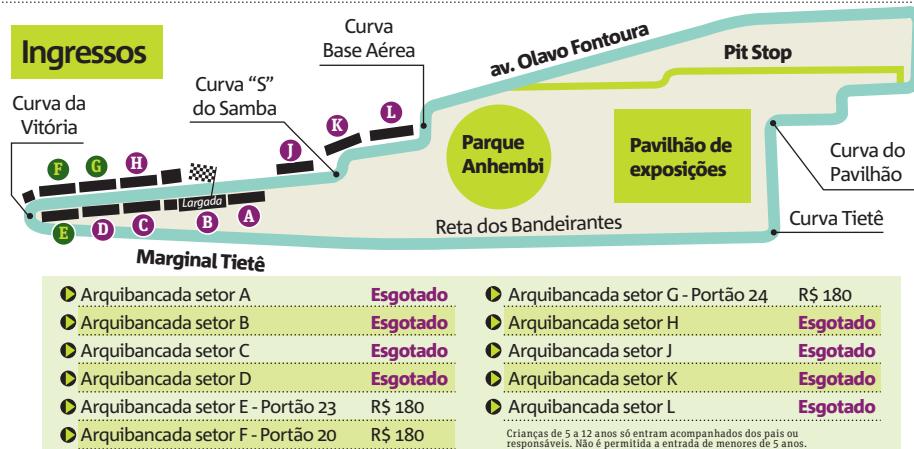 Ingressos
Curva
Base Aérea
av. Olavo Fontoura
Pit Stop
Curva “S”
do Samba
Curva da
Vitória
L
K
J
H
G
F
Parque
Anhembi
Pavilhão de
exposições
Curva do
Pavilhão
Largada
E
D
C
B
A
Reta dos Bandeirantes
Curva Tietê
Marginal Tietê
Arquibancada setor A Esgotado
Arquibancada setor B Esgotado
Arquibancada setor C Esgotado
Arquibancada setor D Esgotado
Arquibancada setor E - Portão 23 R$ 180
Arquibancada setor F - Portão 20 R$ 180
Arquibancada setor G - Portão 24 R$ 180
Arquibancada setor H Esgotado
Arquibancada setor J Esgotado
Arquibancada setor K Esgotado
Arquibancada setor L Esgotado
Crianças de 5 a 12 anos só entram acompanhados dos pais ou
responsáveis. Não é permitida a entrada de menores de 5 anos.